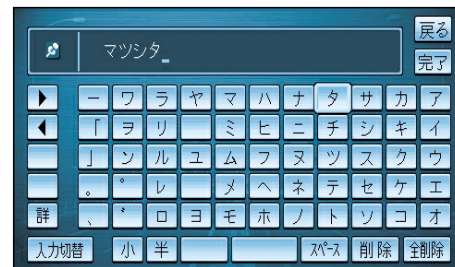 戻る
マツシタ_
完了
▶ ー ワ ラ ヤ マ ハ ナ タ サ カ ア
◀ 「 ヲ リ ミ ヒ ニ チ シ キ イ
」 ン ル ユ ム フ ヌ ツ ス ク ウ
。 ゜ レ メ ヘ ネ テ セ ケ エ
詳 、 ゛ ロ ヨ モ ホ ノ ト ソ コ オ
入力切替 小 半 スペース 削除 全削除